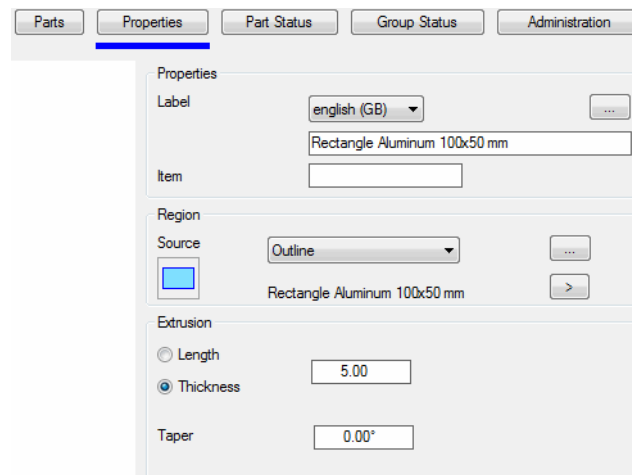 Parts Properties Part Status Group Status Administration
Properties
Label english (GB) ...
Rectangle Aluminum 100x50 mm
Item
Region
Source Outline ...
Rectangle Aluminum 100x50 mm >
Extrusion
Length
5.00
Thickness
Taper 0.00°